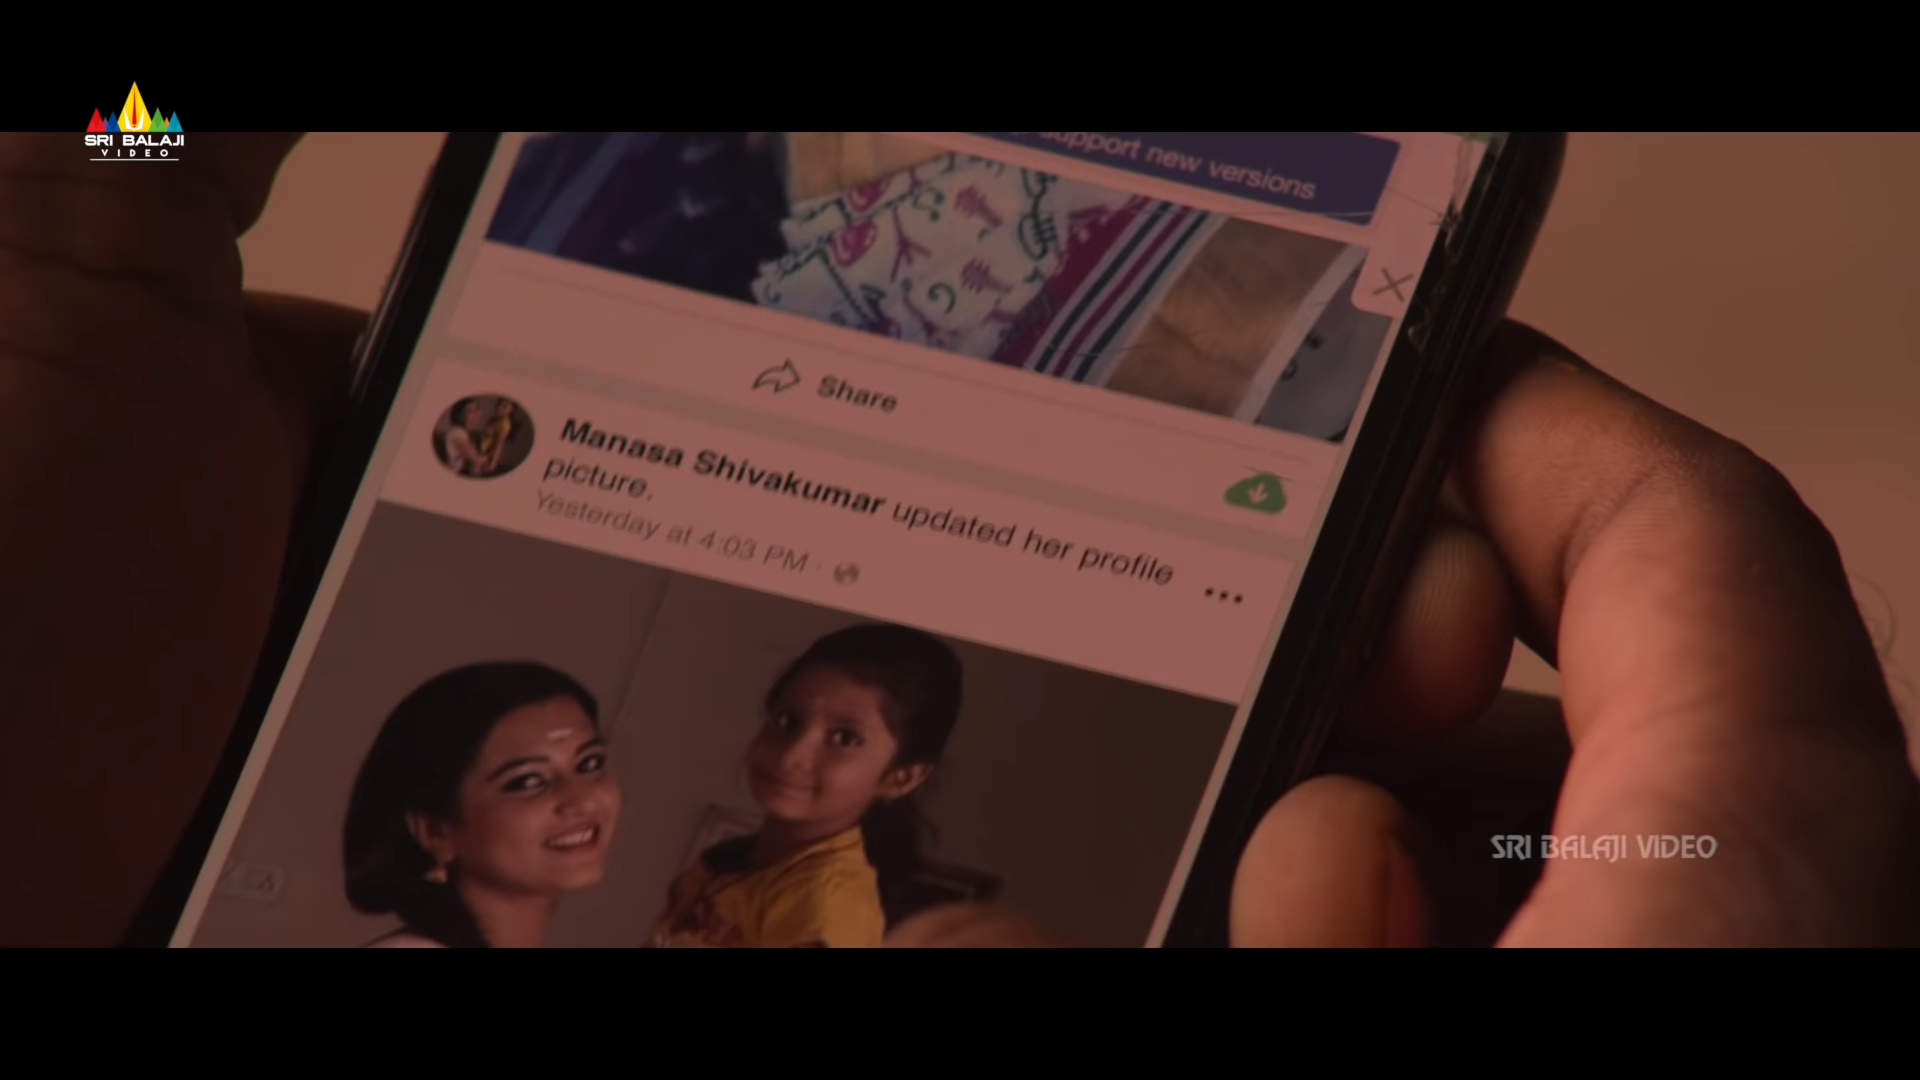 SRI BALAJI
VIDEO
support new versions
Share
Manasa Shivakumar updated her profile
picture.
Yesterday at 4:03 PM ·
SRI BALAJI VIDEO